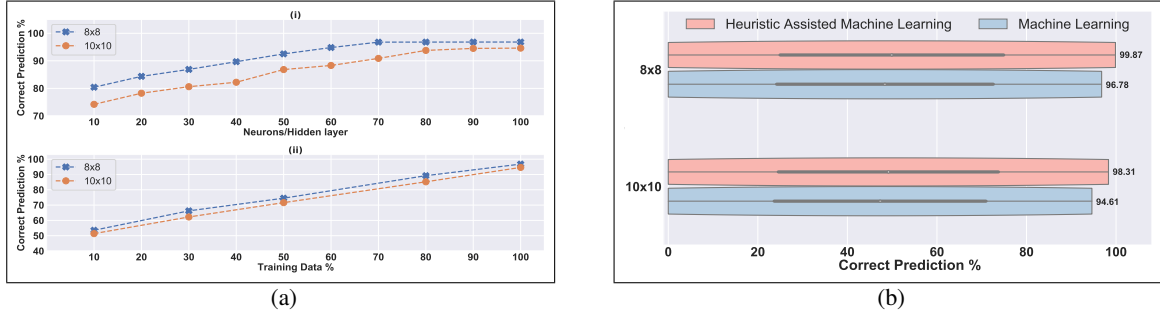 (i)
Correct Prediction %
100
90
80
70
8x8
10x10
10 20 30 40 50 60 70 80 90 100
Neurons/Hidden layer
(ii)
Correct Prediction %
100
90
80
70
60
50
40
8x8
10x10
10 20 30 40 50 60 70 80 90 100
Training Data %
(a)
Heuristic Assisted Machine Learning
Machine Learning
8x8
99.87
96.78
10x10
98.31
94.61
0 20 40 60 80 100
Correct Prediction %
(b)